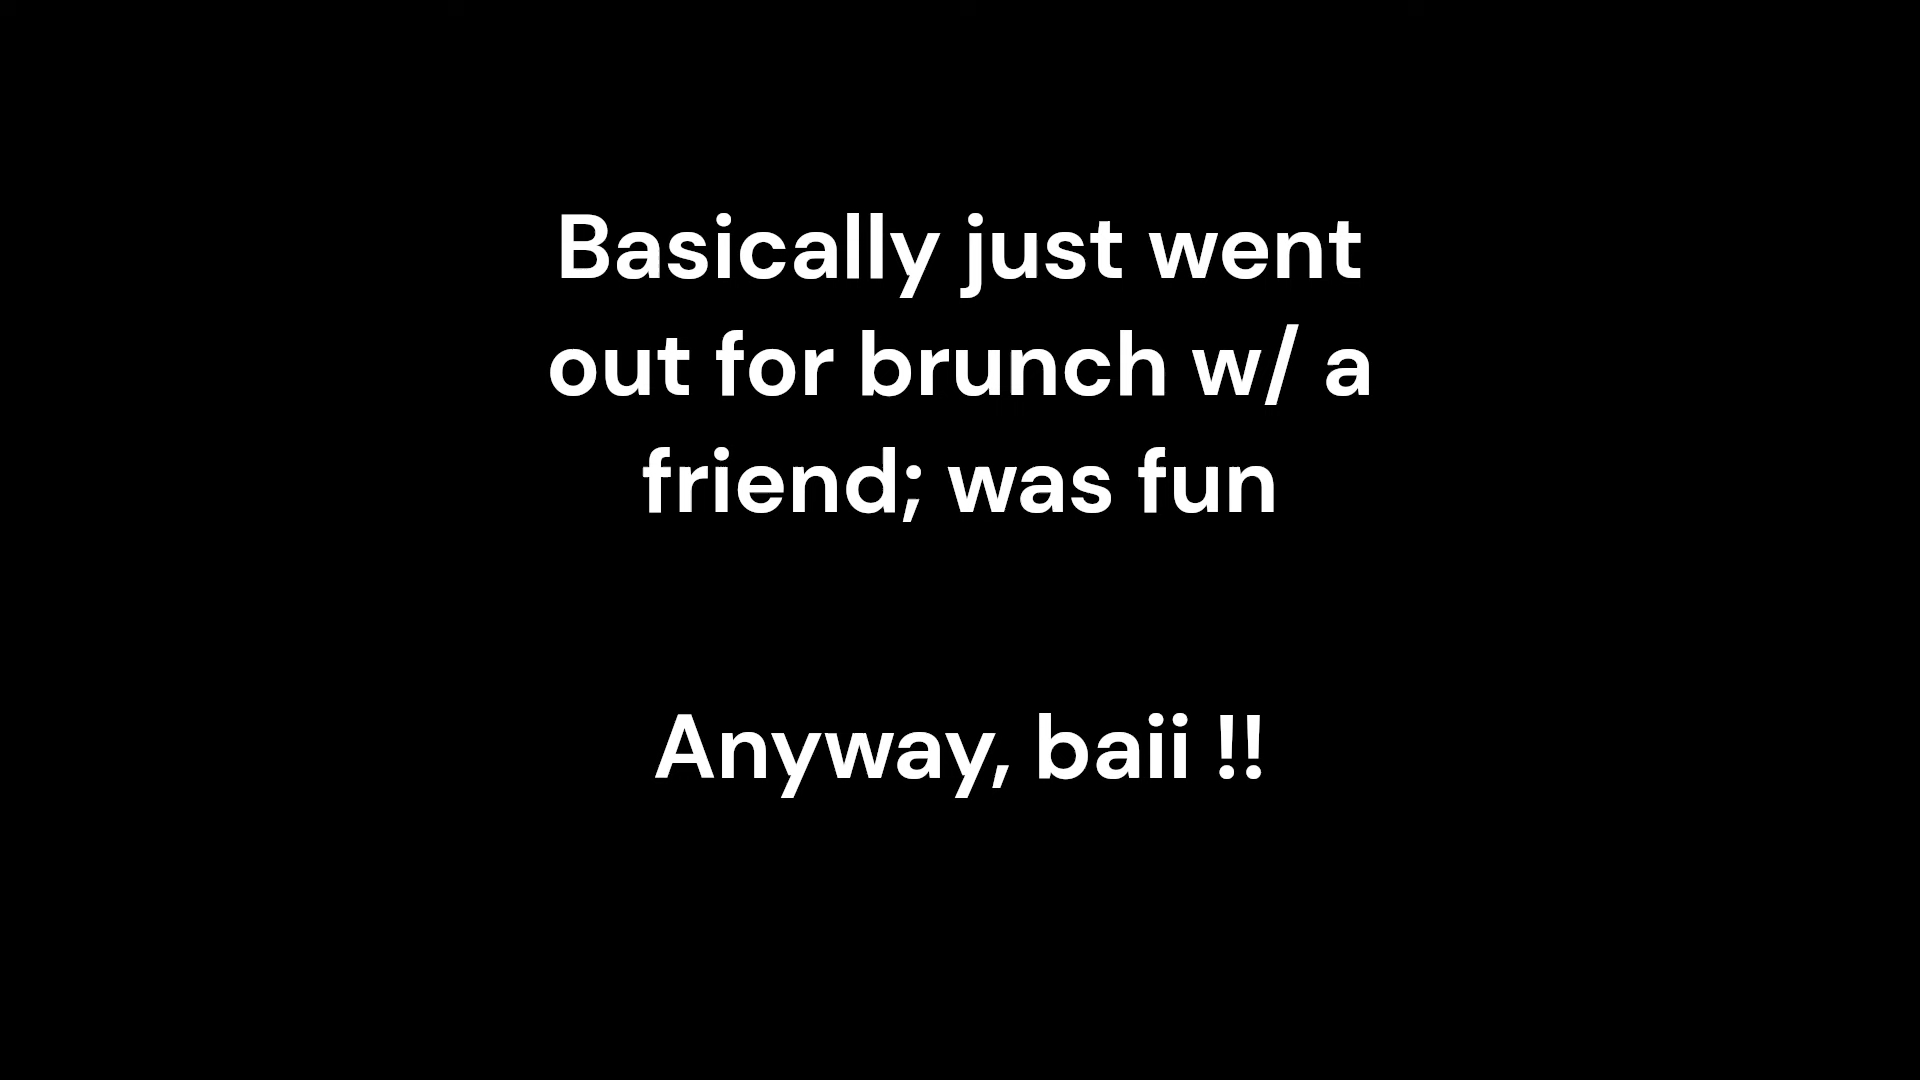 Basically just went
out for brunch w/ a
friend; was fun
Anyway, baii !!